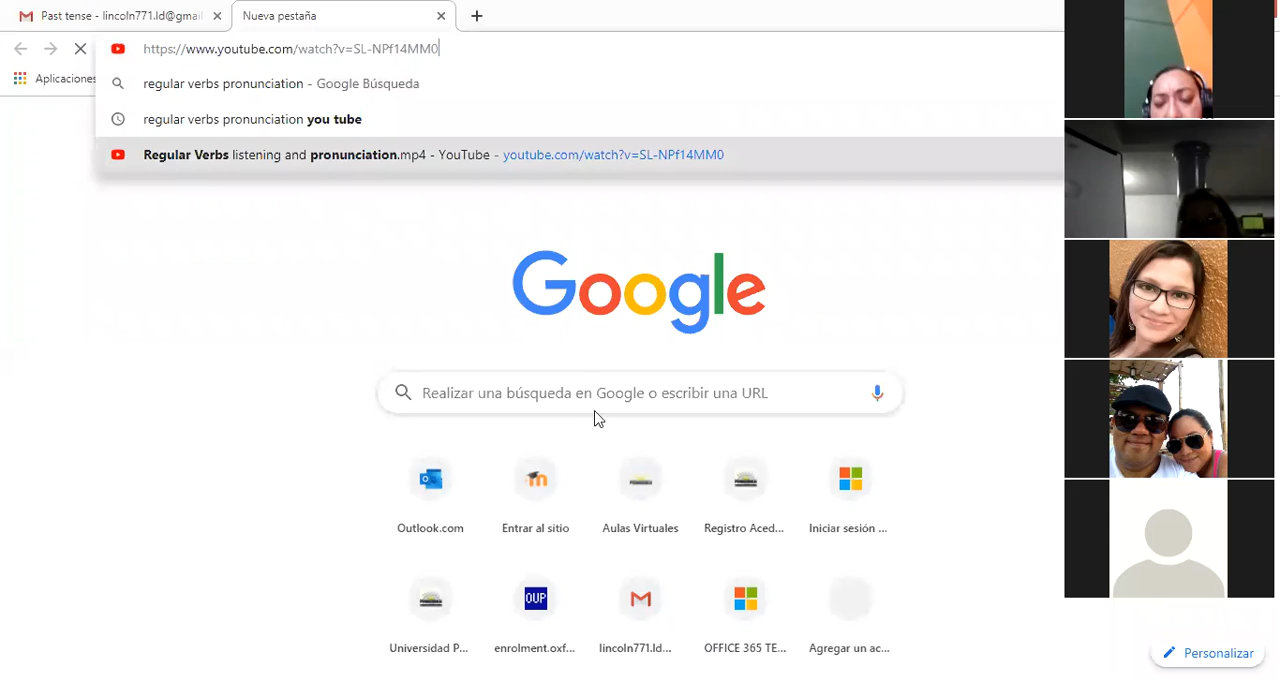 Past tense - lincoln771.ld@gmai
Nueva pestaña
https://www.youtube.com/watch?v=SL-NPf14MM0
Aplicaciones
regular verbs pronunciation - Google Búsqueda
regular verbs pronunciation you tube
Regular Verbs listening and pronunciation.mp4 - YouTube - youtube.com/watch?v=SL-NPf14MM0
Google
Realizar una búsqueda en Google o escribir una URL
Outlook.com
Entrar al sitio
Aulas Virtuales
Registro Aced...
Iniciar sesión ...
OUP
Universidad P...
enrolment.oxf...
lincoln771.ld...
OFFICE 365 TE...
Agregar un ac...
Personalizar